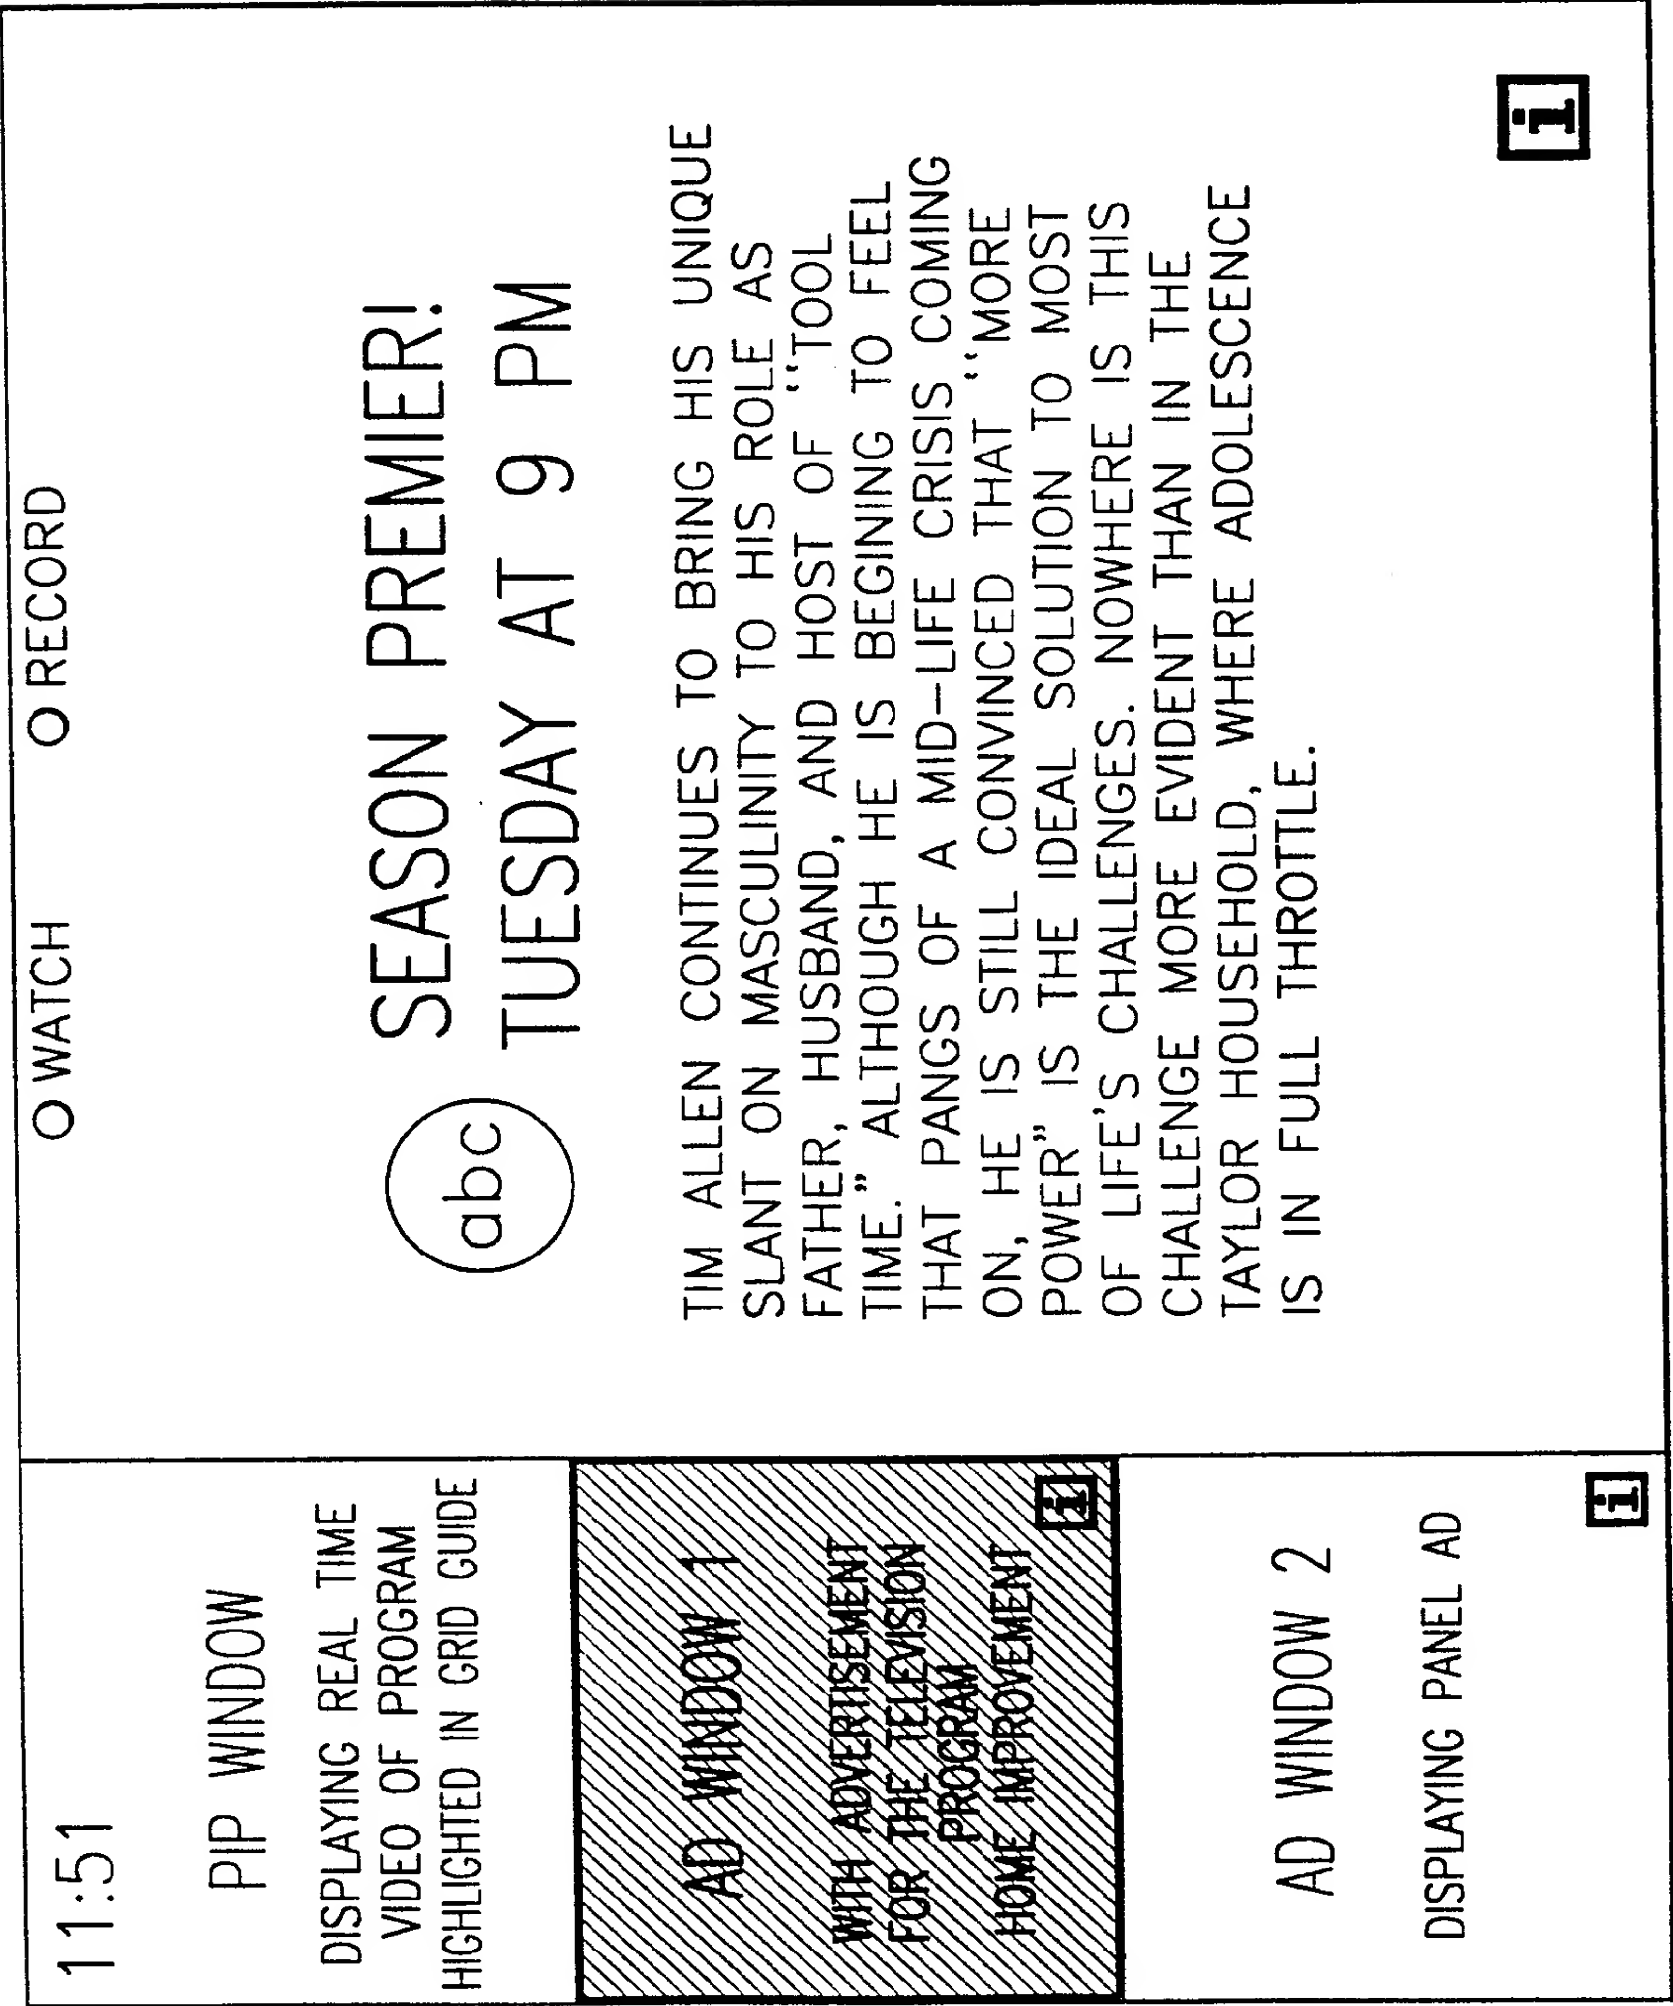 11:51
PIP WINDOW
DISPLAYING REAL TIME
VIDEO OF PROGRAM
HIGHLIGHTED IN GRID GUIDE
AD WINDOW 1
WITH ADVERTISEMENT
FOR THE TELEVISION
PROGRAM
HOME IMPROVEMENT
i
AD WINDOW 2
DISPLAYING PANEL AD
i
O WATCH O RECORD
abc
SEASON PREMIER!
TUESDAY AT 9 PM
TIM ALLEN CONTINUES TO BRING HIS UNIQUE
SLANT ON MASCULINITY TO HIS ROLE AS
FATHER, HUSBAND, AND HOST OF "TOOL
TIME." ALTHOUGH HE IS BEGINING TO FEEL
THAT PANGS OF A MID-LIFE CRISIS COMING
ON, HE IS STILL CONVINCED THAT "MORE
POWER" IS THE IDEAL SOLUTION TO MOST
OF LIFE'S CHALLENGES. NOWHERE IS THIS
CHALLENGE MORE EVIDENT THAN IN THE
TAYLOR HOUSEHOLD, WHERE ADOLESCENCE
IS IN FULL THROTTLE.
i